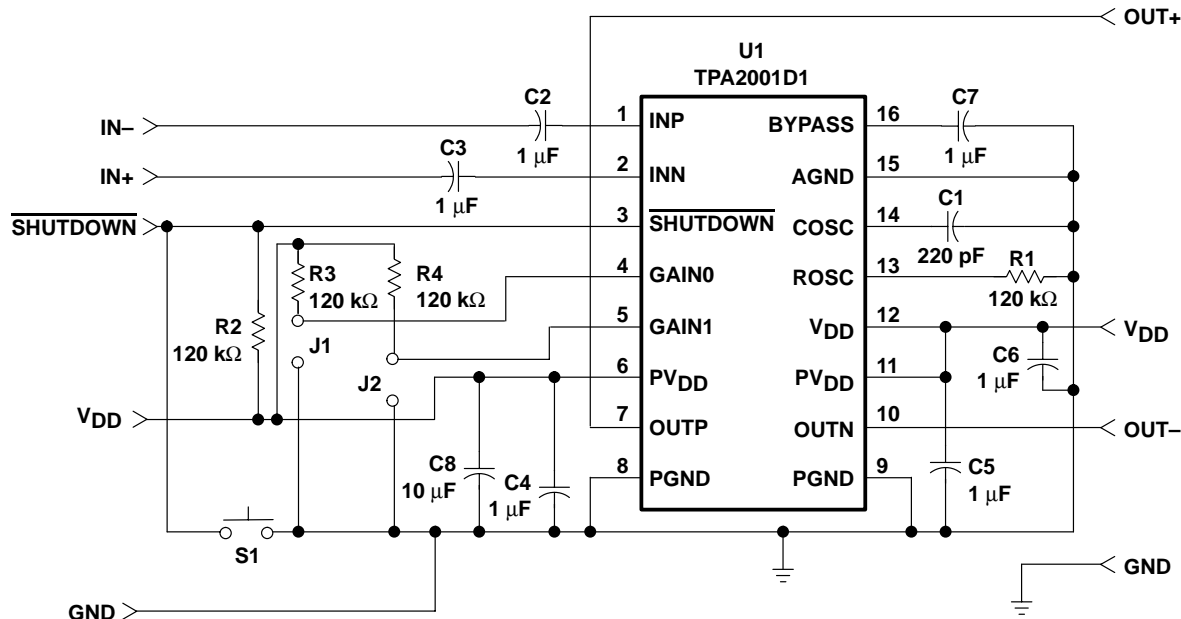 OUT+
U1
TPA2001D1
IN–
C2
1 μF
1
INP
BYPASS
16
C7
1 μF
IN+
C3
1 μF
2
INN
AGND
15
SHUTDOWN
3
SHUTDOWN
COSC
14
C1
220 pF
R3
120 kΩ
R4
120 kΩ
4
GAIN0
ROSC
13
R1
120 kΩ
R2
120 kΩ
J1
5
GAIN1
VDD
12
VDD
J2
6
PVDD
PVDD
11
C6
1 μF
VDD
7
OUTP
OUTN
10
OUT–
C8
10 μF
C4
1 μF
8
PGND
PGND
9
C5
1 μF
S1
GND
GND